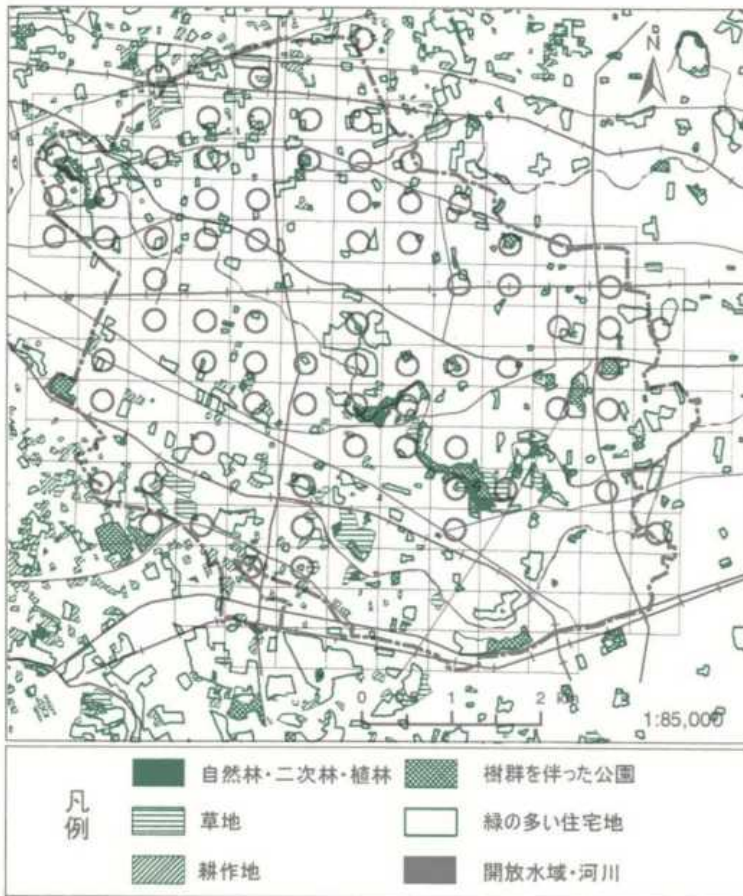 N
0 1 2 km
1:85,000
凡例
自然林・二次林・植林
樹群を伴った公園
草地
緑の多い住宅地
耕作地
開放水域・河川